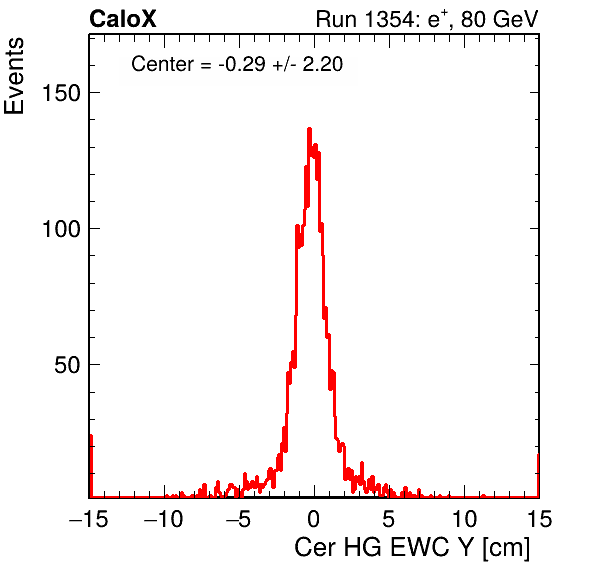 CaloX Run 1354: e⁺, 80 GeV
Center = -0.29 +/- 2.20
Events
150
100
50
−15 −10 −5 0 5 10 15
Cer HG EWC Y [cm]